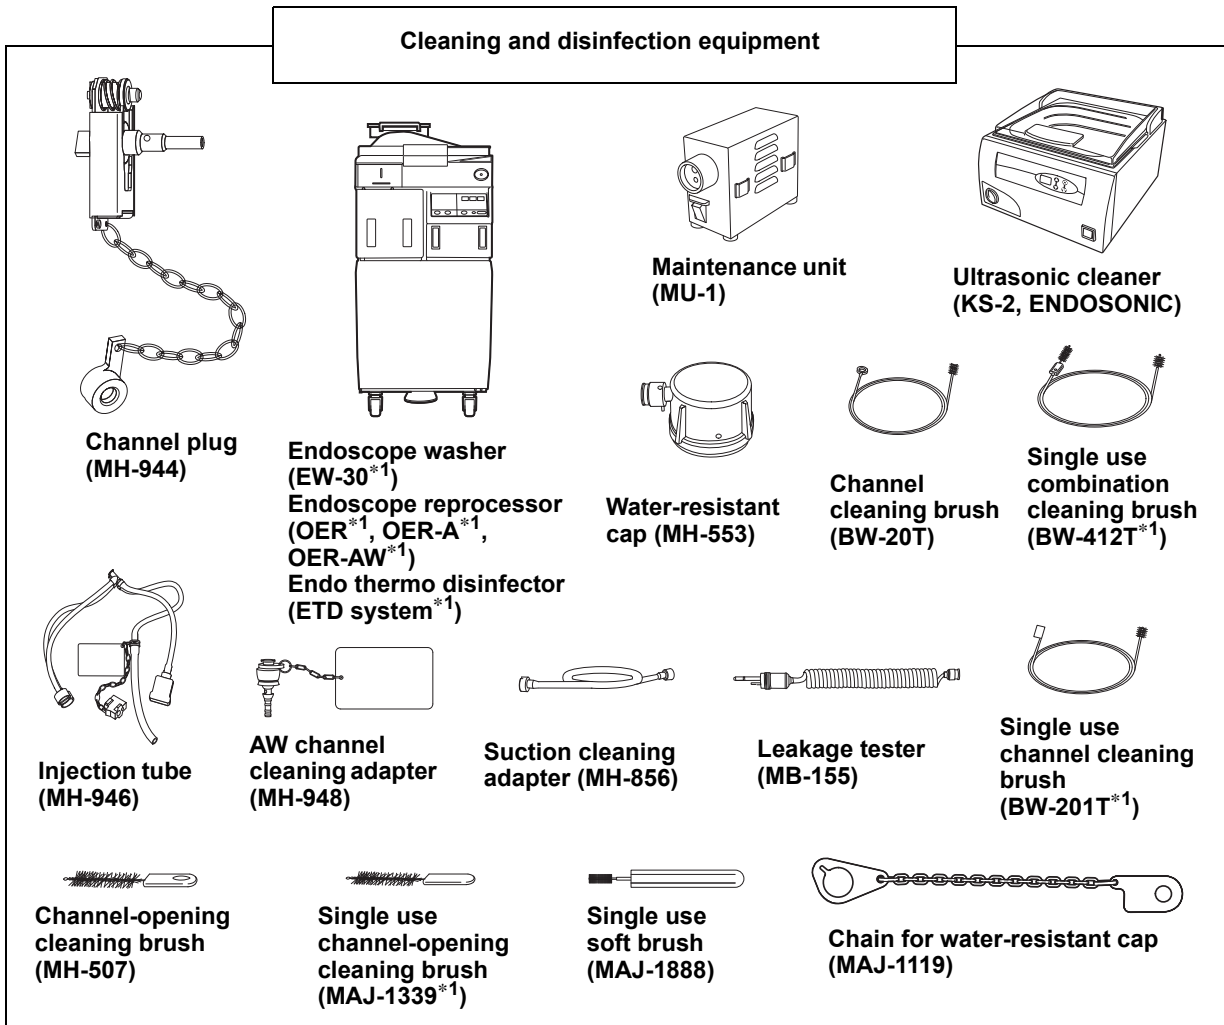 Cleaning and disinfection equipment
Channel plug
(MH-944)
Endoscope washer
(EW-30*1)
Endoscope reprocessor
(OER*1, OER-A*1,
OER-AW*1)
Endo thermo disinfector
(ETD system*1)
Maintenance unit
(MU-1)
Ultrasonic cleaner
(KS-2, ENDOSONIC)
Water-resistant
cap (MH-553)
Channel
cleaning brush
(BW-20T)
Single use
combination
cleaning brush
(BW-412T*1)
Injection tube
(MH-946)
AW channel
cleaning adapter
(MH-948)
Suction cleaning
adapter (MH-856)
Leakage tester
(MB-155)
Single use
channel cleaning
brush
(BW-201T*1)
Channel-opening
cleaning brush
(MH-507)
Single use
channel-opening
cleaning brush
(MAJ-1339*1)
Single use
soft brush
(MAJ-1888)
Chain for water-resistant cap
(MAJ-1119)